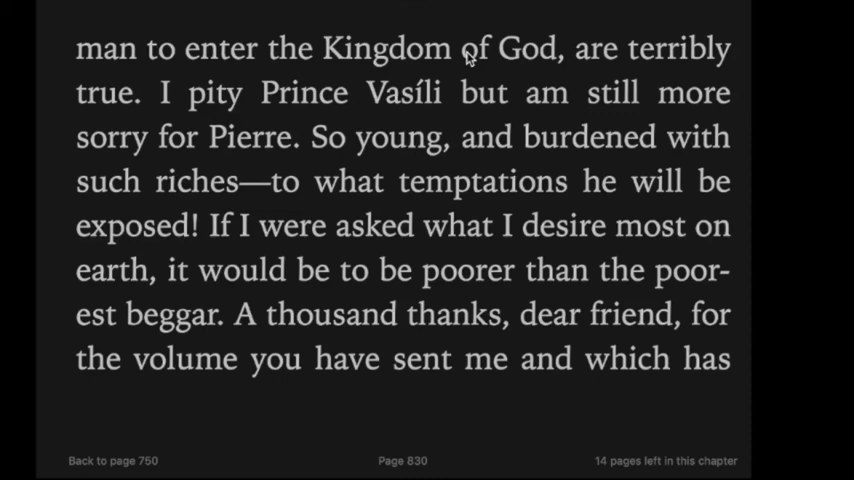 man to enter the Kingdom of God, are terribly
true. I pity Prince Vasíli but am still more
sorry for Pierre. So young, and burdened with
such riches—to what temptations he will be
exposed! If I were asked what I desire most on
earth, it would be to be poorer than the poor-
est beggar. A thousand thanks, dear friend, for
the volume you have sent me and which has
Back to page 750
Page 830
14 pages left in this chapter